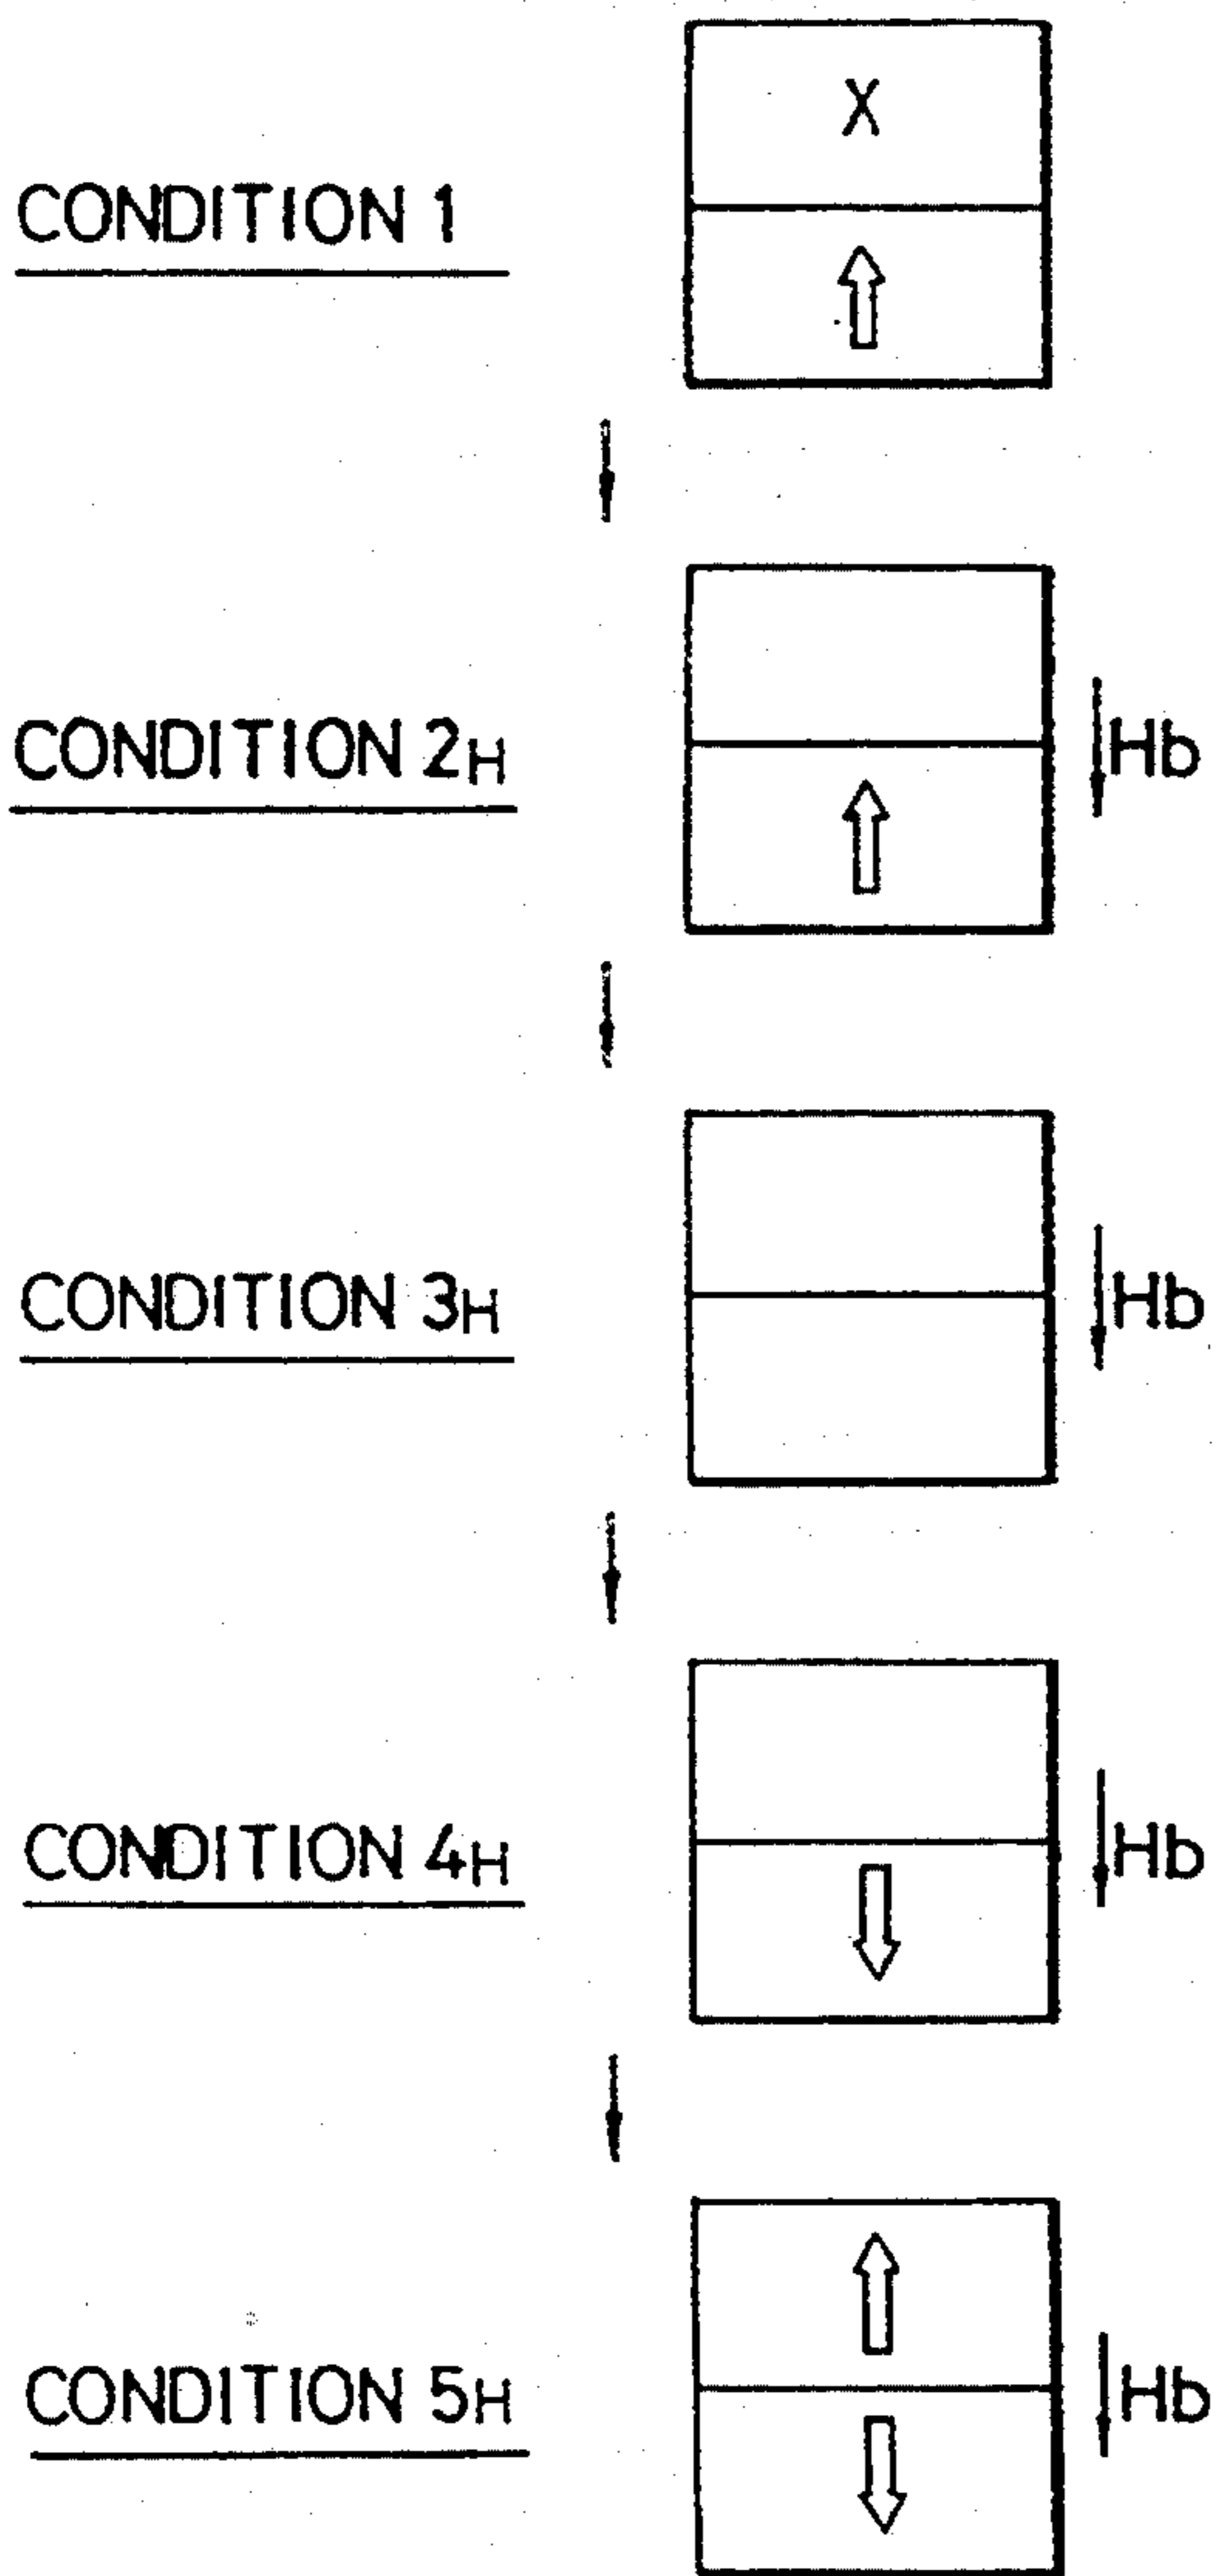 X
CONDITION 1
CONDITION 2H Hb
CONDITION 3H Hb
CONDITION 4H Hb
CONDITION 5H Hb